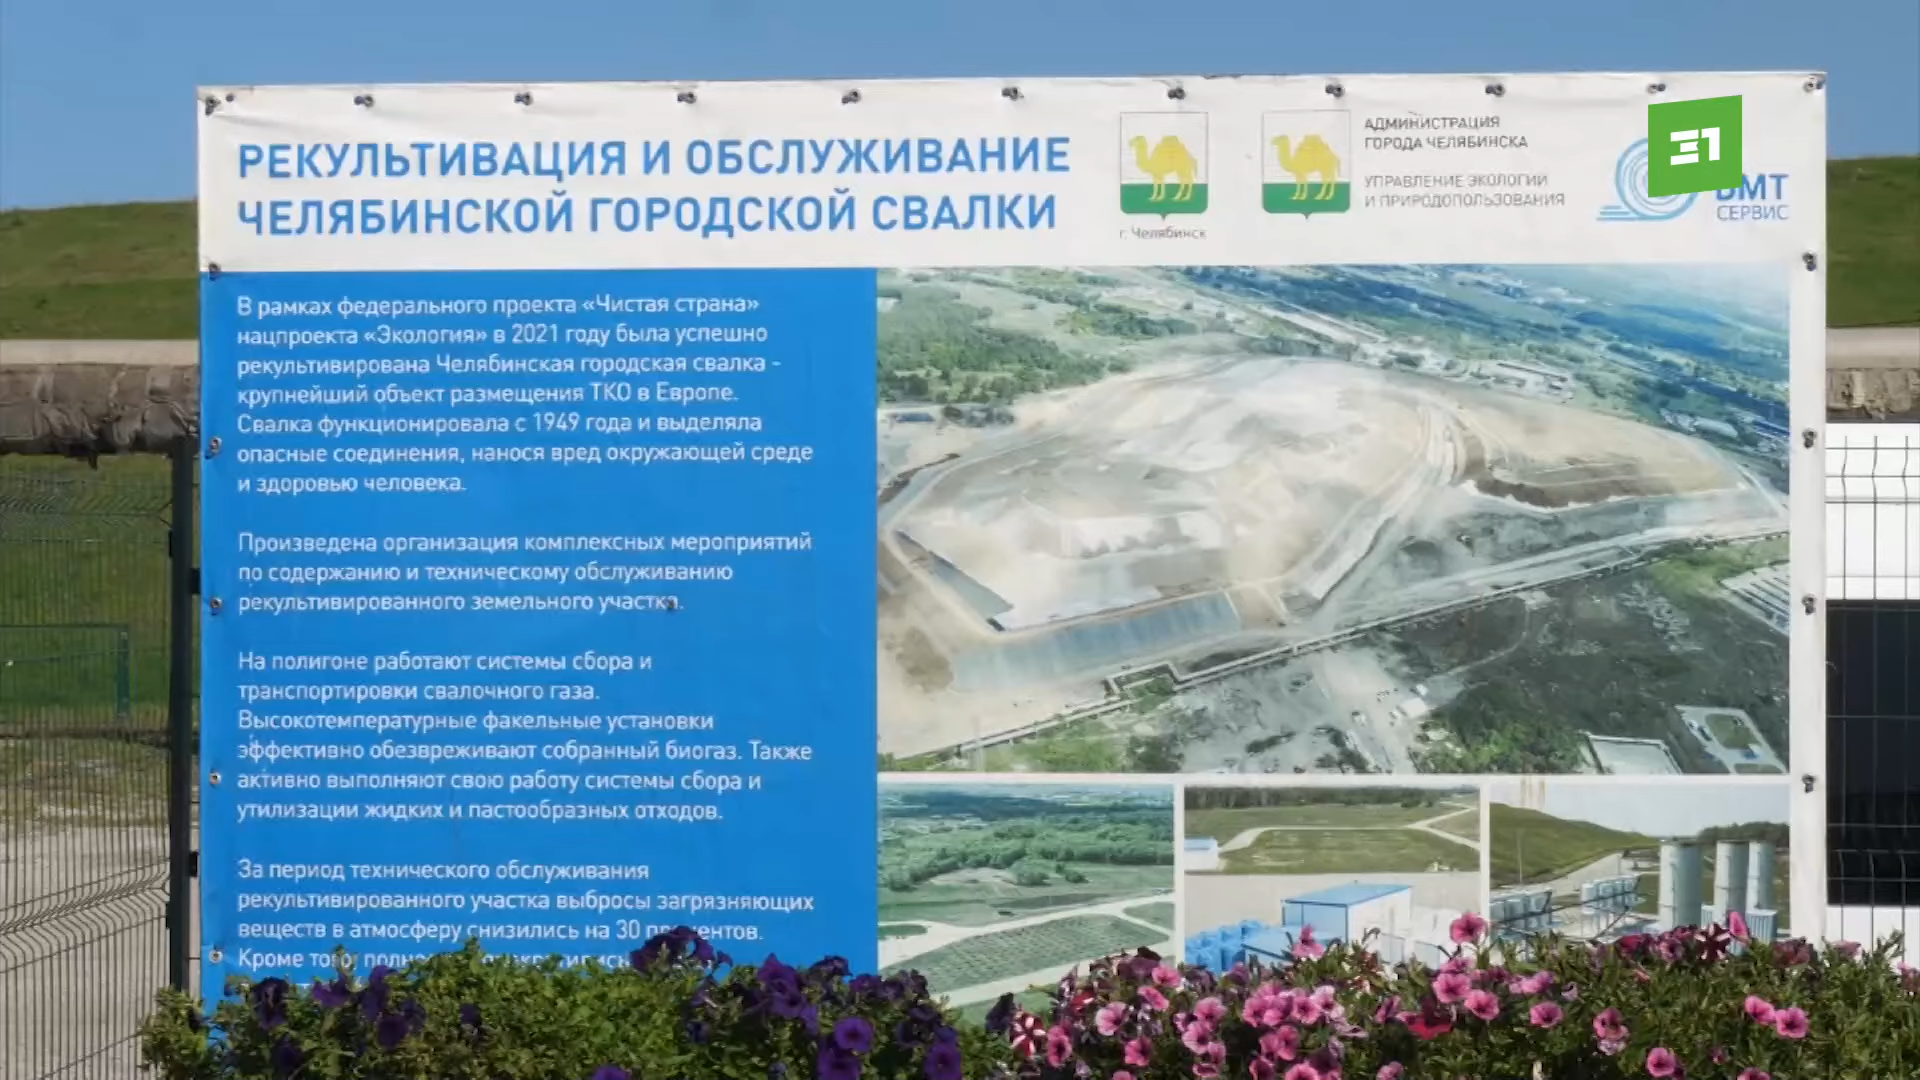 РЕКУЛЬТИВАЦИЯ И ОБСЛУЖИВАНИЕ
ЧЕЛЯБИНСКОЙ ГОРОДСКОЙ СВАЛКИ
г. Челябинск
АДМИНИСТРАЦИЯ
ГОРОДА ЧЕЛЯБИНСКА
УПРАВЛЕНИЕ ЭКОЛОГИИ
И ПРИРОДОПОЛЬЗОВАНИЯ
31
БМТ
СЕРВИС
В рамках федерального проекта «Чистая страна»
нацпроекта «Экология» в 2021 году была успешно
рекультивирована Челябинская городская свалка -
крупнейший объект размещения ТКО в Европе.
Свалка функционировала с 1949 года и выделяла
опасные соединения, нанося вред окружающей среде
и здоровью человека.
Произведена организация комплексных мероприятий
по содержанию и техническому обслуживанию
рекультивированного земельного участка.
На полигоне работают системы сбора и
транспортировки свалочного газа.
Высокотемпературные факельные установки
эффективно обезвреживают собранный биогаз. Также
активно выполняют свою работу системы сбора и
утилизации жидких и пастообразных отходов.
За период технического обслуживания
рекультивированного участка выбросы загрязняющих
веществ в атмосферу снизились на 30 процентов.
Кроме того